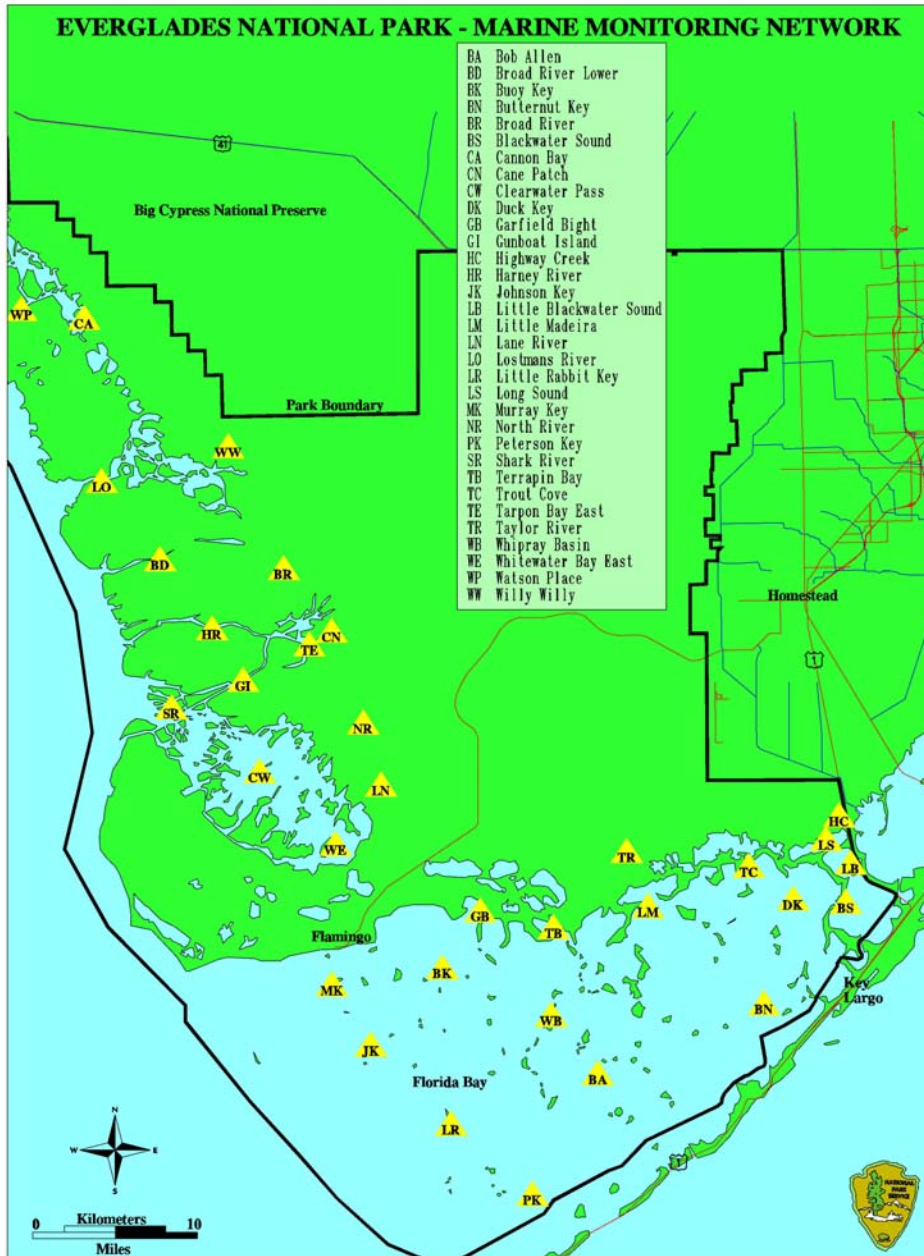 EVERGLADES NATIONAL PARK - MARINE MONITORING NETWORK
BA Bob Allen
BD Broad River Lower
BK Buoy Key
BN Butternut Key
BR Broad River
BS Blackwater Sound
CA Cannon Bay
CN Cane Patch
CW Clearwater Pass
DK Duck Key
GB Garfield Bight
GI Gunboat Island
HC Highway Creek
HR Harney River
JK Johnson Key
LB Little Blackwater Sound
LM Little Madeira
LN Lane River
LO Lostmans River
LR Little Rabbit Key
LS Long Sound
MK Murray Key
NR North River
PK Peterson Key
SR Shark River
TB Terrapin Bay
TC Trout Cove
TE Tarpon Bay East
TR Taylor River
WB Whipray Basin
WE Whitewater Bay East
WP Watson Place
WW Willy Willy
41
Big Cypress National Preserve
WP
CA
Park Boundary
WW
LO
BD
BR
Homestead
HR
CN
TE
1
GI
SR
NR
CW
LN
HC
WE
LS
TR
TC
LB
GB
LM
DK
BS
TB
Flamingo
BK
MK
Key
Largo
BN
WB
JK
BA
Florida Bay
LR
N
W
E
S
1
PK
NATIONAL
PARK
SERVICE
0
Kilometers
10
Miles